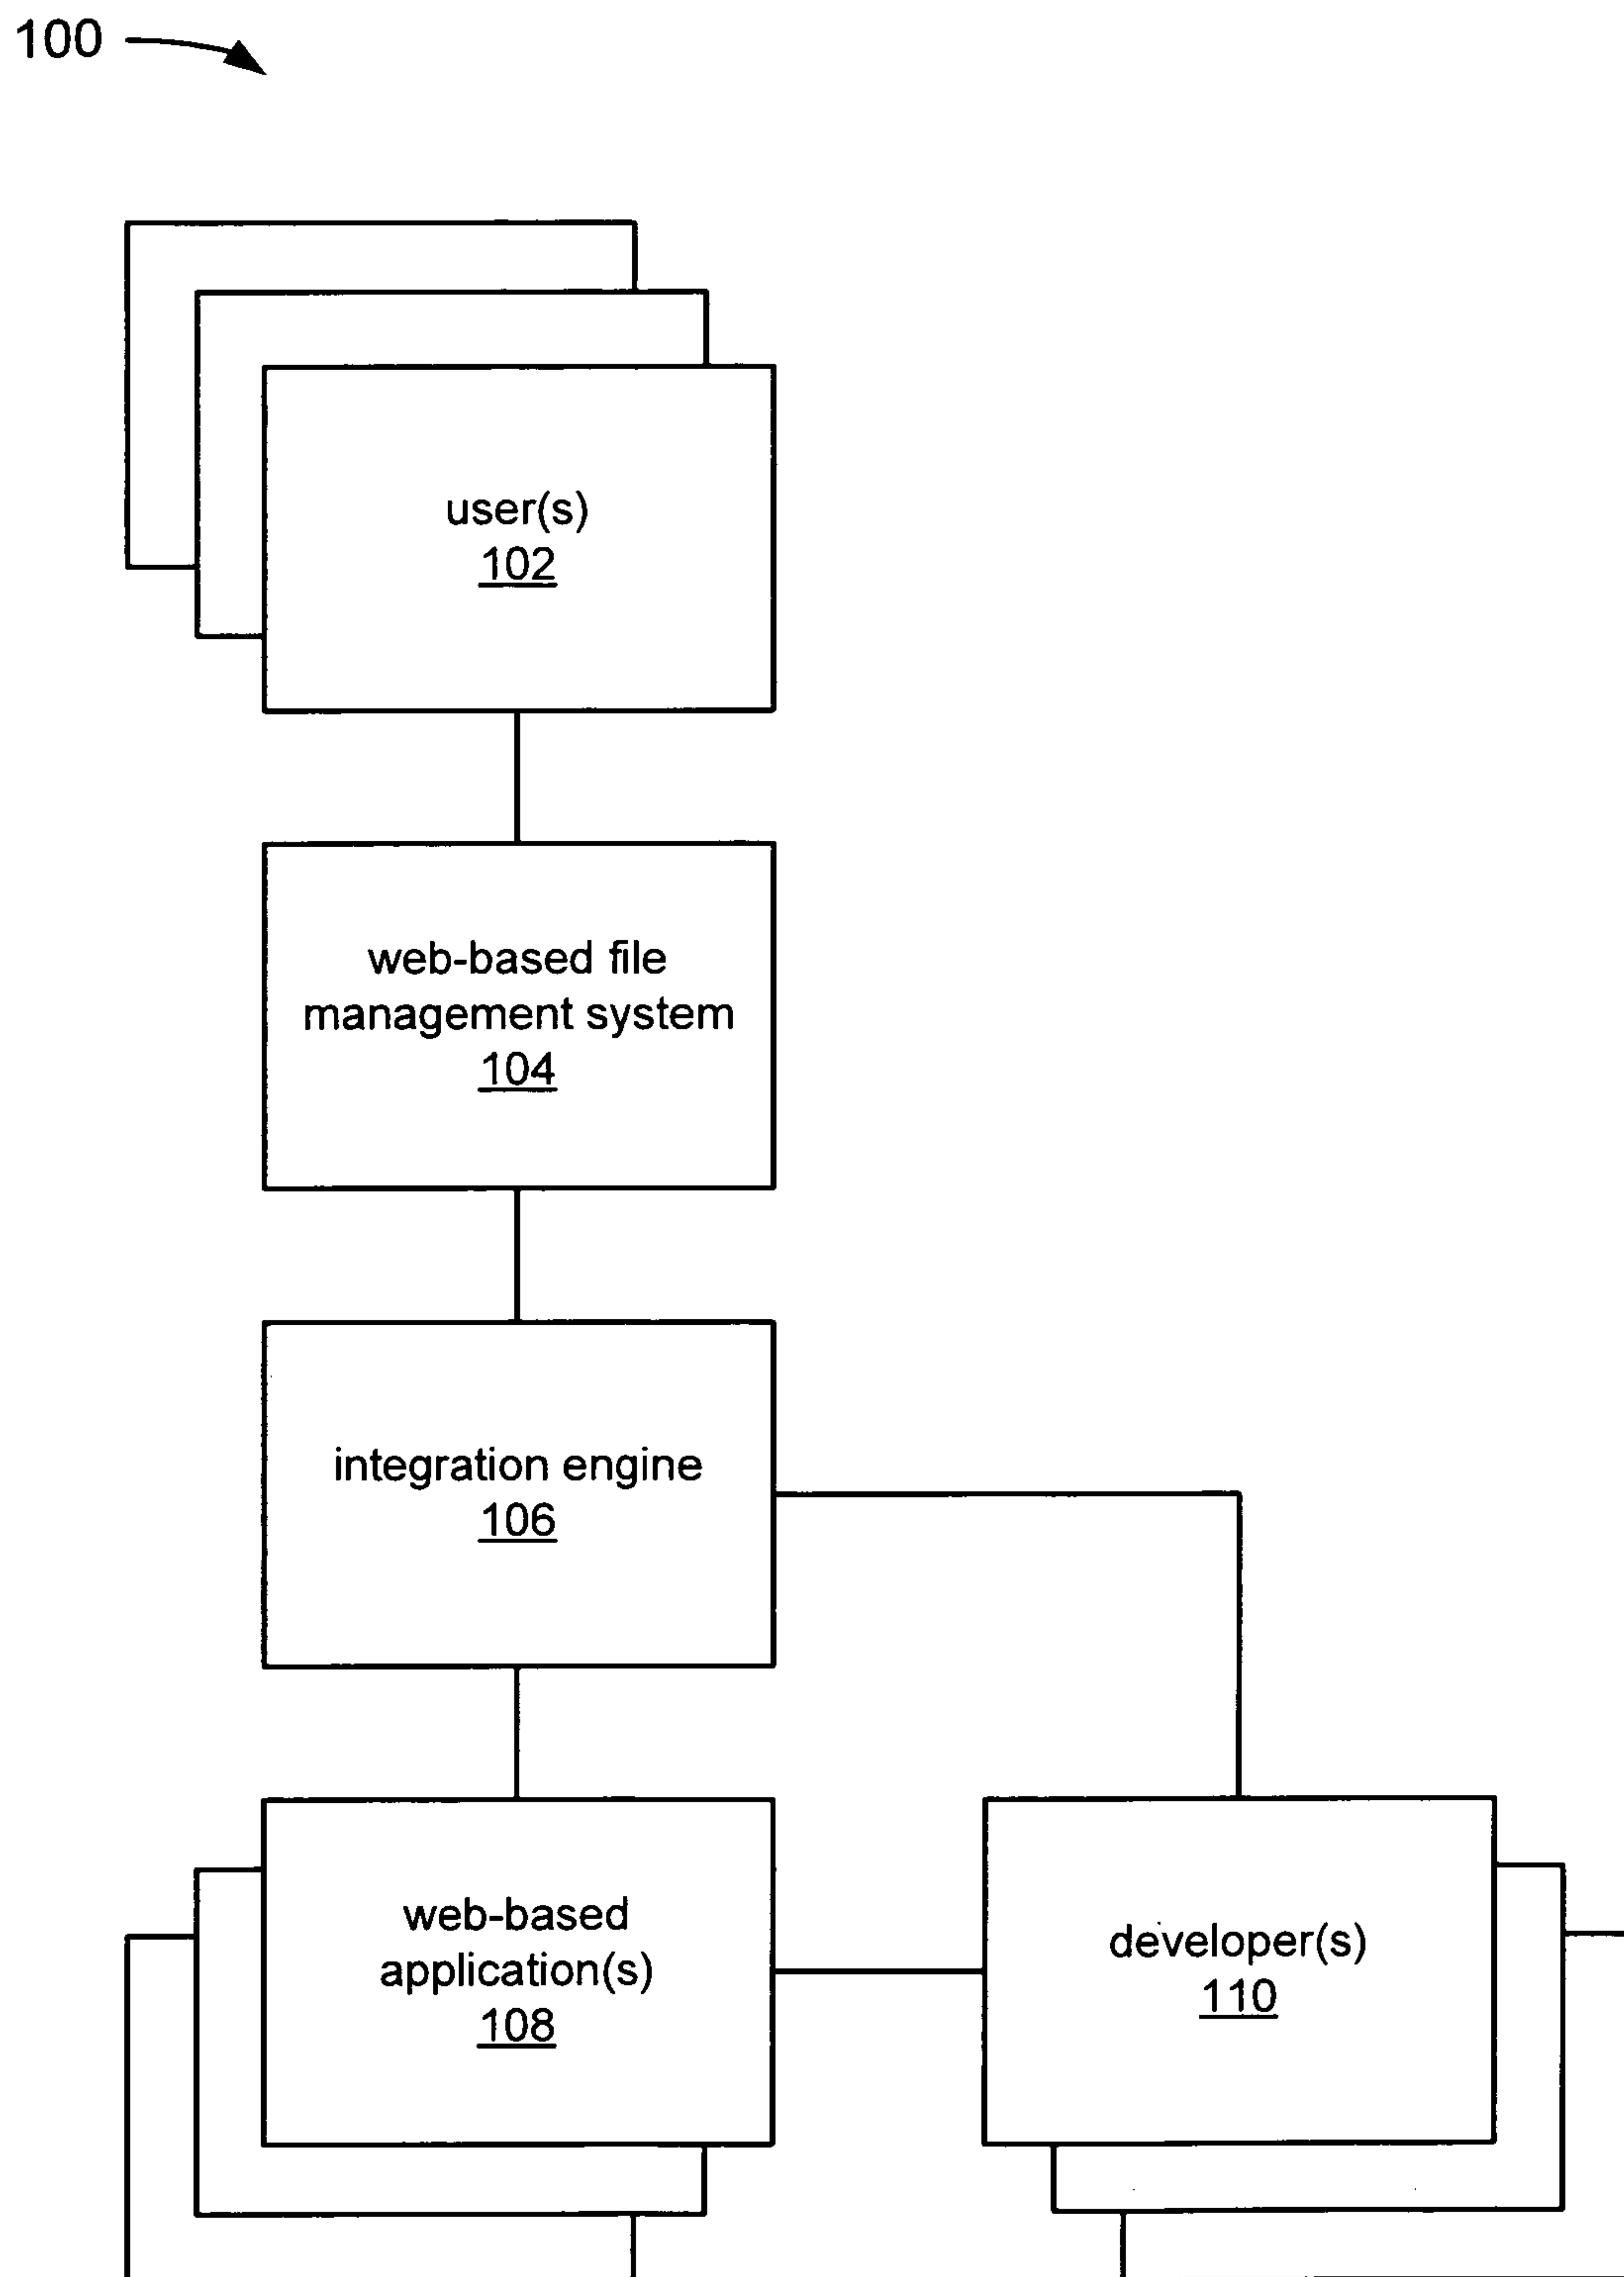 100
user(s)
102
web-based file
management system
104
integration engine
106
web-based
application(s)
108
developer(s)
110